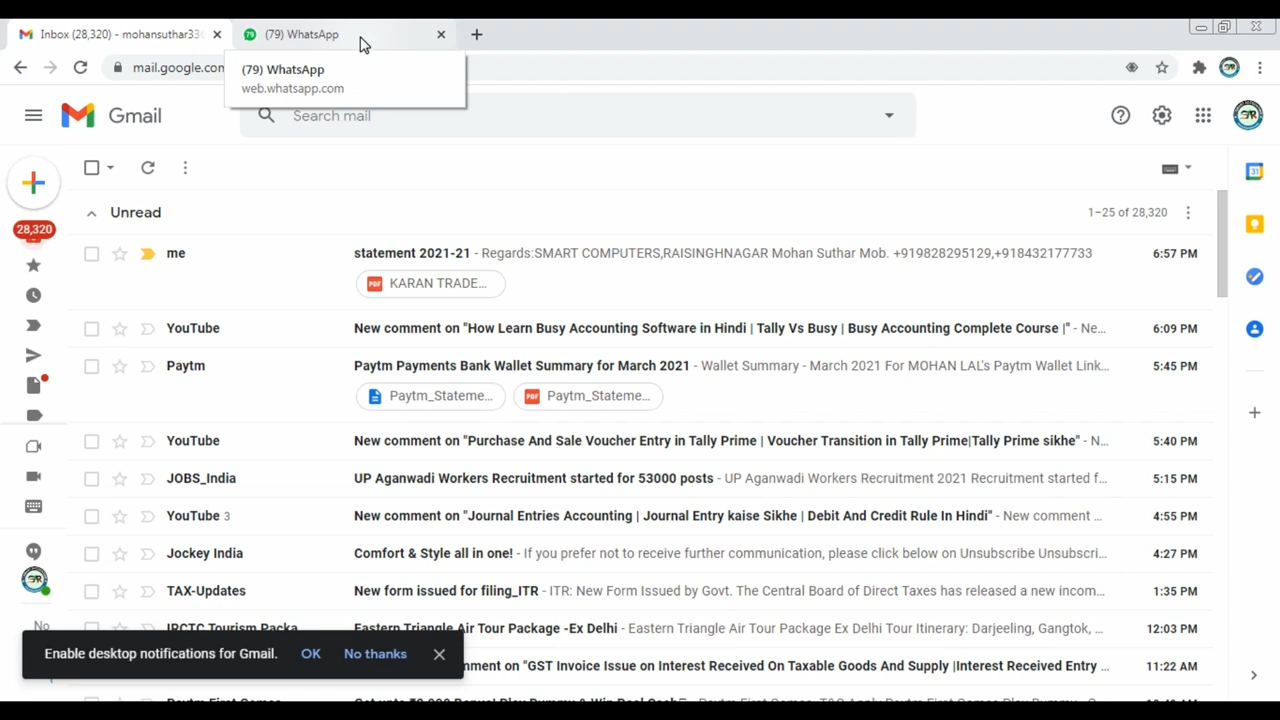 Inbox (28,320) - mohansuthar33
79 (79) WhatsApp
mail.google.com
(79) WhatsApp
web.whatsapp.com
Gmail
Search mail
Unread
1–25 of 28,320
28,320
me statement 2021-21 - Regards:SMART COMPUTERS,RAISINGHNAGAR Mohan Suthar Mob. +919828295129,+918432177733 6:57 PM
PDF KARAN TRADE...
YouTube New comment on "How Learn Busy Accounting Software in Hindi | Tally Vs Busy | Busy Accounting Complete Course |" - Ne... 6:09 PM
Paytm Paytm Payments Bank Wallet Summary for March 2021 - Wallet Summary - March 2021 For MOHAN LAL's Paytm Wallet Link... 5:45 PM
Paytm_Stateme... PDF Paytm_Stateme...
YouTube New comment on "Purchase And Sale Voucher Entry in Tally Prime | Voucher Transition in Tally Prime|Tally Prime sikhe" - N... 5:40 PM
JOBS_India UP Aganwadi Workers Recruitment started for 53000 posts - UP Aganwadi Workers Recruitment 2021 Recruitment started f... 5:15 PM
YouTube 3 New comment on "Journal Entries Accounting | Journal Entry kaise Sikhe | Debit And Credit Rule In Hindi" - New comment ... 4:55 PM
Jockey India Comfort & Style all in one! - If you prefer not to receive further communication, please click below on Unsubscribe Unsubscri... 4:27 PM
TAX-Updates New form issued for filing_ITR - ITR: New Form Issued by Govt. The Central Board of Direct Taxes has released a new incom... 1:35 PM
No IRCTC Tourism Packa Eastern Triangle Air Tour Package -Ex Delhi - Eastern Triangle Air Tour Package Ex Delhi Tour Itinerary: Darjeeling, Gangtok, ... 12:03 PM
Enable desktop notifications for Gmail. OK No thanks
mment on "GST Invoice Issue on Interest Received On Taxable Goods And Supply |Interest Received Entry ... 11:22 AM